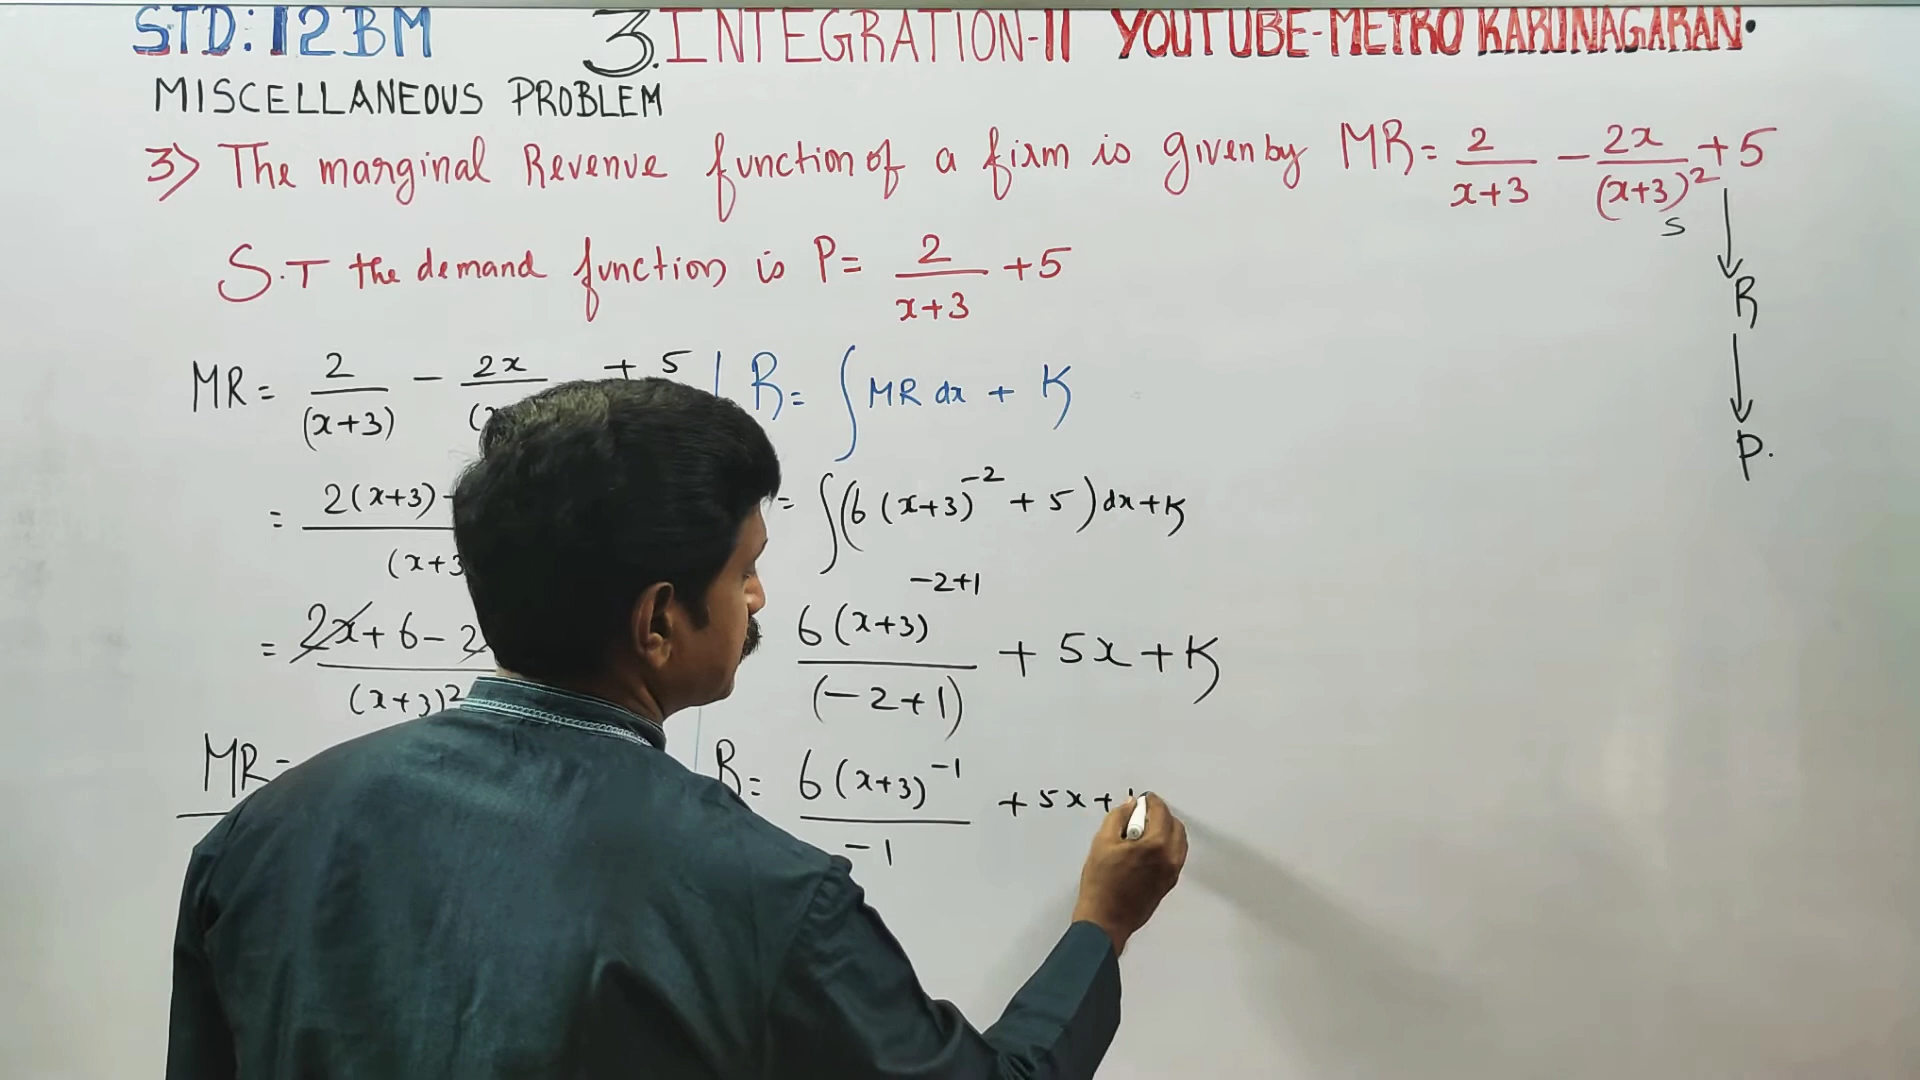 STD: 12 BM 3. INTEGRATION-II YOUTUBE-METRO KARUNAGARAN.
MISCELLANEOUS PROBLEM
3) The marginal Revenue function of a firm is given by MR = 2/(x+3) - 2x/(x+3)² + 5
S
S.T the demand function is P = 2/(x+3) + 5
R
P.
MR = 2/(x+3) - 2x + 5
= 2(x+3)
= 2x + 6 - 2 / (x+3)²
MR =
R = ∫ MR dx + K
= ∫(6(x+3)⁻² + 5) dx + K
6(x+3)⁻²⁺¹/(-2+1) + 5x + K
R = 6(x+3)⁻¹/-1 + 5x +